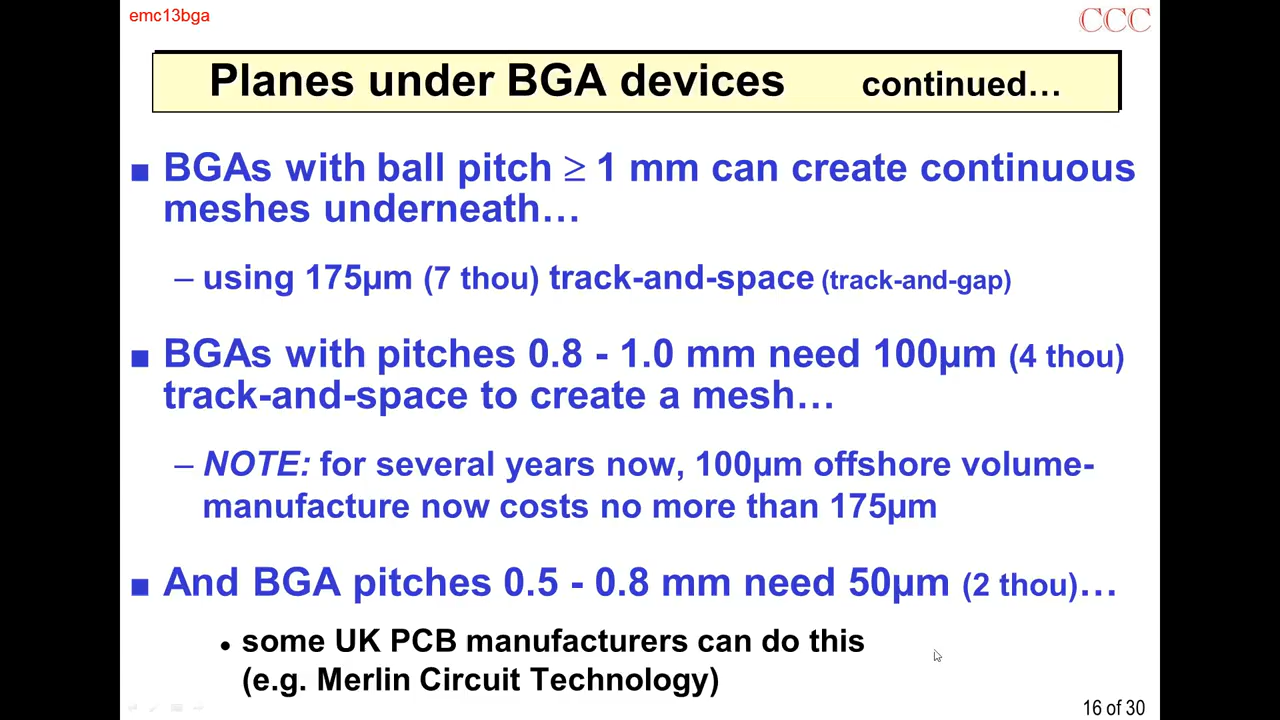 emc13bga
CCC
Planes under BGA devices continued…
■ BGAs with ball pitch ≥ 1 mm can create continuous
meshes underneath…
– using 175µm (7 thou) track-and-space (track-and-gap)
■ BGAs with pitches 0.8 - 1.0 mm need 100µm (4 thou)
track-and-space to create a mesh…
– NOTE: for several years now, 100µm offshore volume-
manufacture now costs no more than 175µm
■ And BGA pitches 0.5 - 0.8 mm need 50µm (2 thou)…
• some UK PCB manufacturers can do this
(e.g. Merlin Circuit Technology)
16 of 30